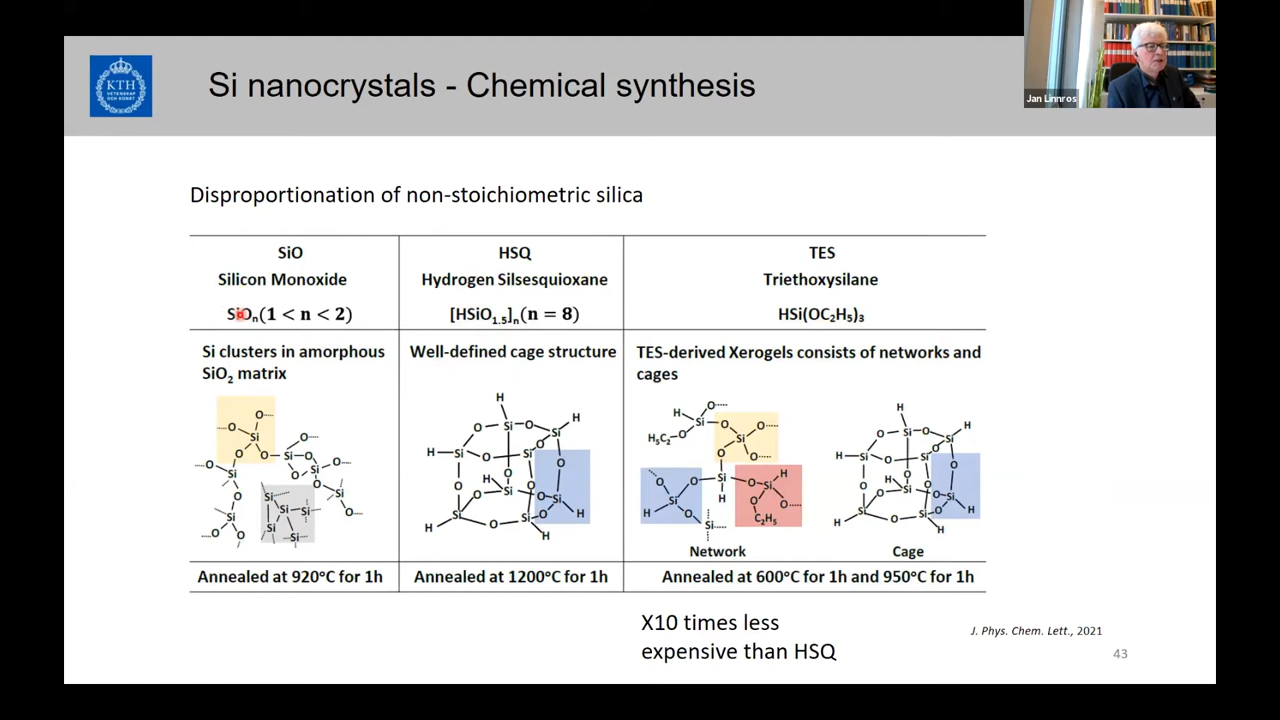 KTH
VETENSKAP
OCH KONST
Si nanocrystals - Chemical synthesis
Jan Linnros
Disproportionation of non-stoichiometric silica
SiO
Silicon Monoxide
SiOₙ(1 < n < 2)
HSQ
Hydrogen Silsesquioxane
[HSiO₁.₅]ₙ(n = 8)
TES
Triethoxysilane
HSi(OC₂H₅)₃
Si clusters in amorphous
SiO₂ matrix
Well-defined cage structure
TES-derived Xerogels consists of networks and
cages
Network
Cage
Annealed at 920°C for 1h
Annealed at 1200°C for 1h
Annealed at 600°C for 1h and 950°C for 1h
X10 times less
expensive than HSQ
J. Phys. Chem. Lett., 2021
43